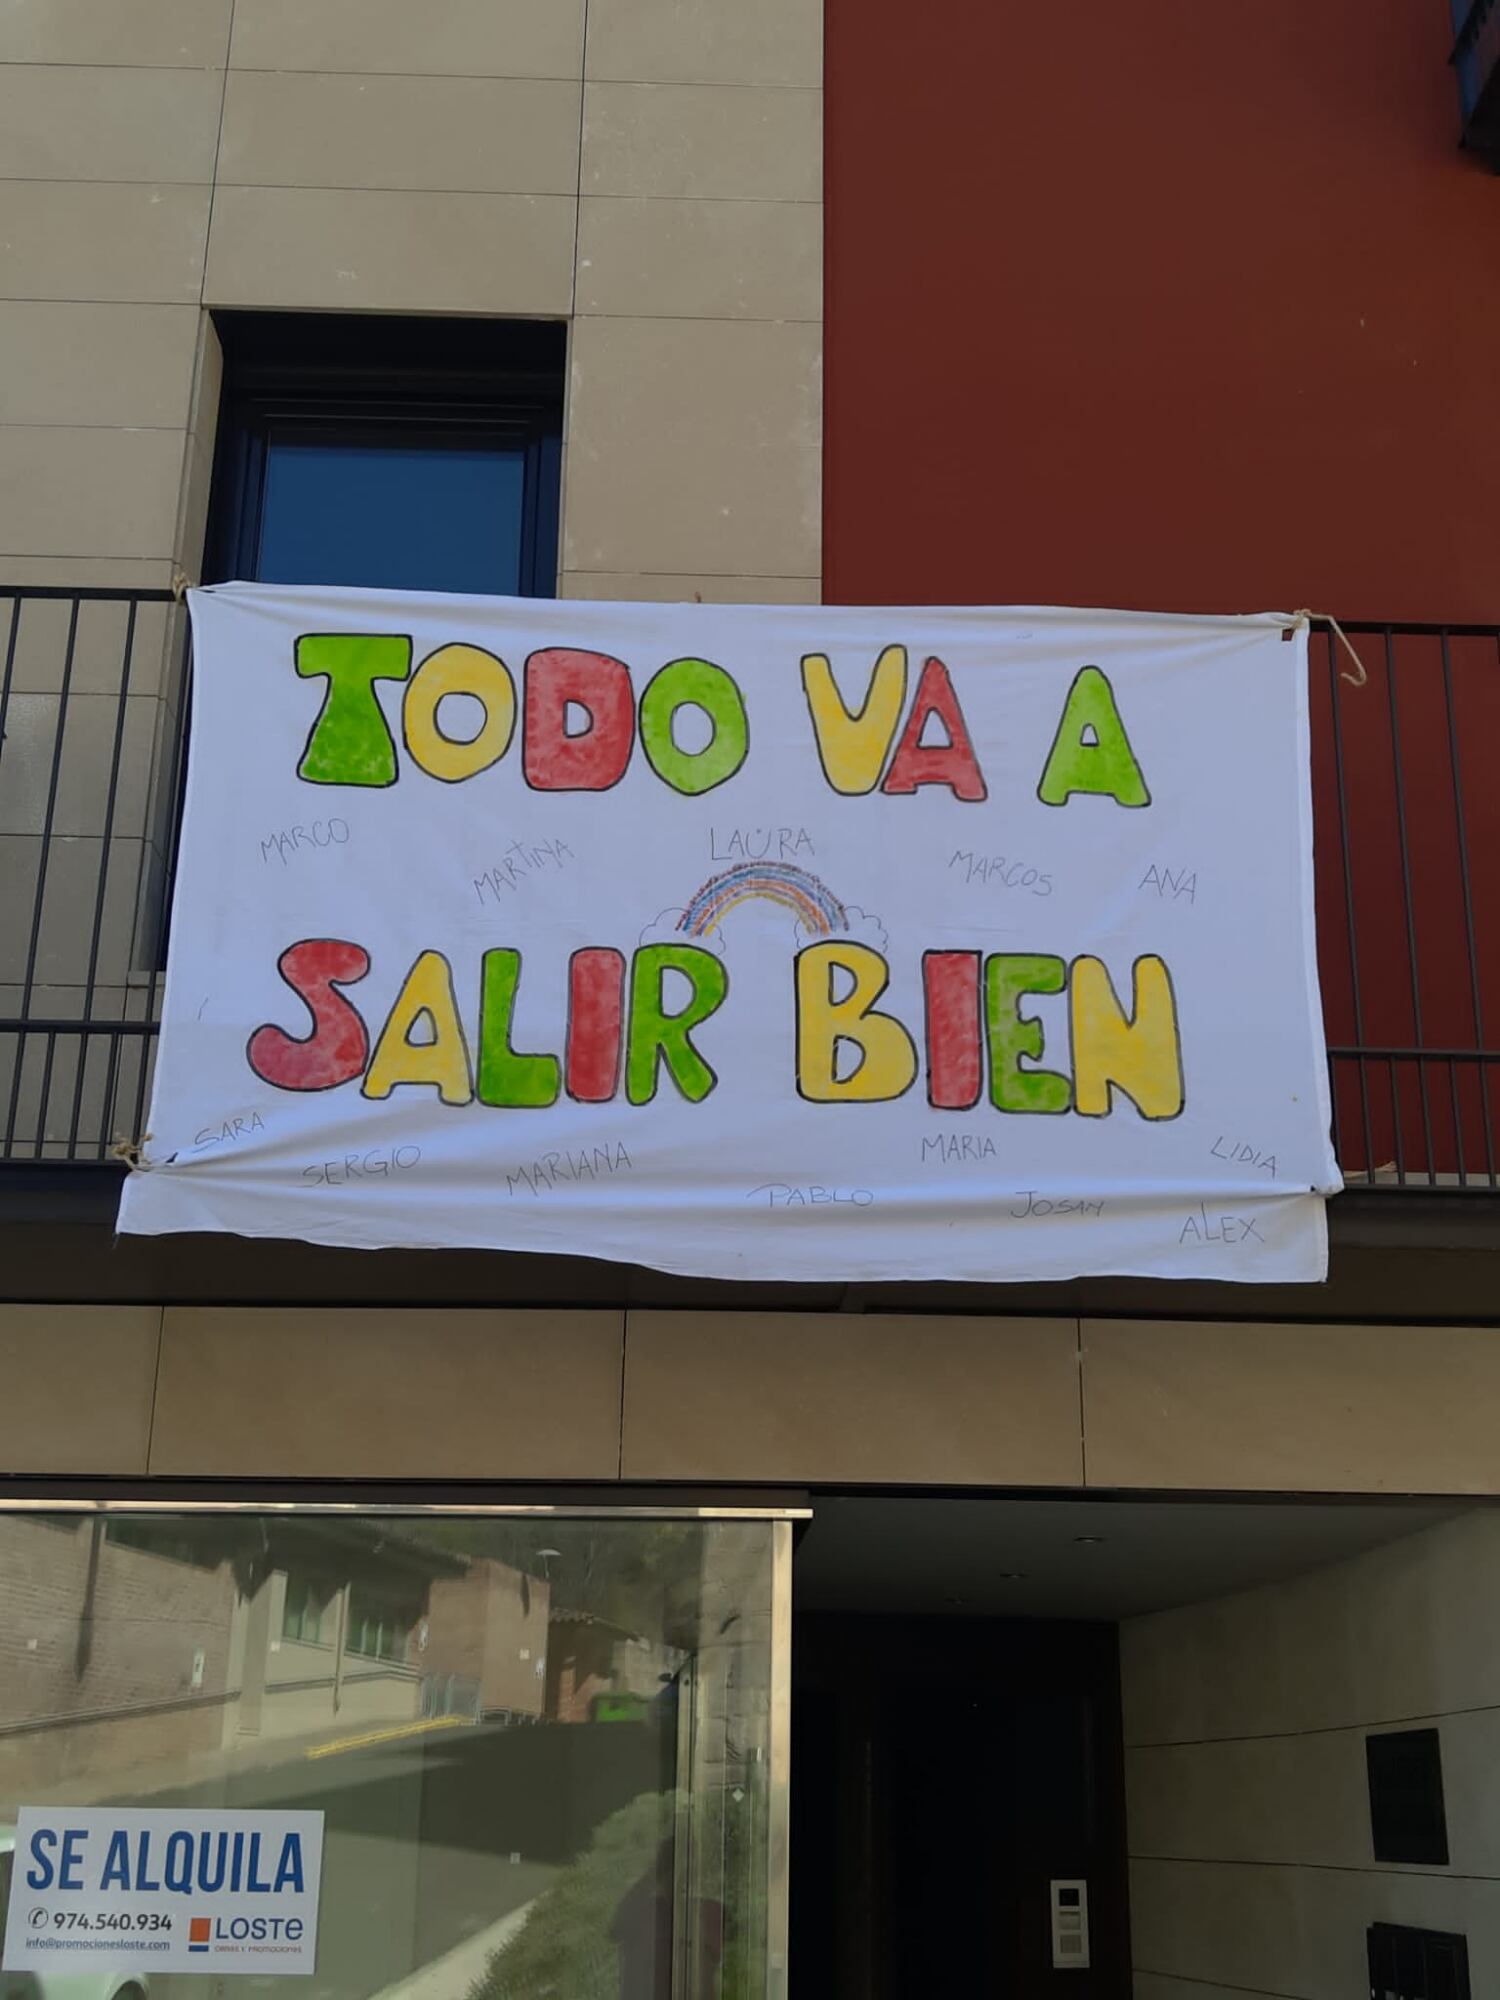 TODO VA A
MARCO
MARTINA
LAURA
MARCOS
ANA
SALIR BIEN
SARA
SERGIO
MARIANA
PABLO
MARIA
JOSAN
LIDIA
ALEX
SE ALQUILA
974.540.934
info@promocionesloste.com
LOSTe
OBRAS Y PROMOCIONES